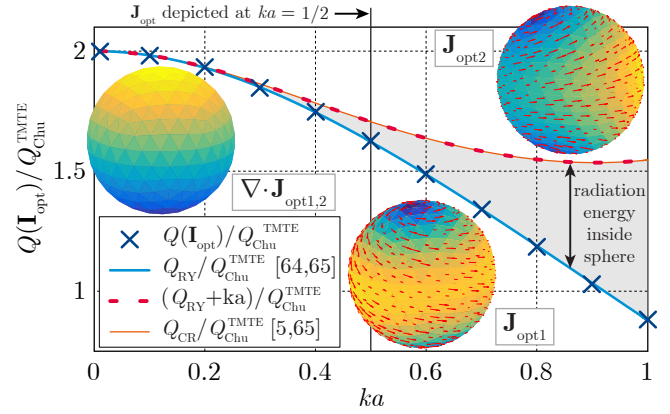 J_opt depicted at ka = 1/2
J_opt2
2
1.5
1
Q(I_opt)/Q_Chu^TMTE
∇·J_opt1,2
Q(I_opt)/Q_Chu^TMTE
Q_RY/Q_Chu^TMTE [64,65]
(Q_RY+ka)/Q_Chu^TMTE
Q_CR/Q_Chu^TMTE [5,65]
radiation
energy
inside
sphere
J_opt1
0 0.2 0.4 0.6 0.8 1
ka